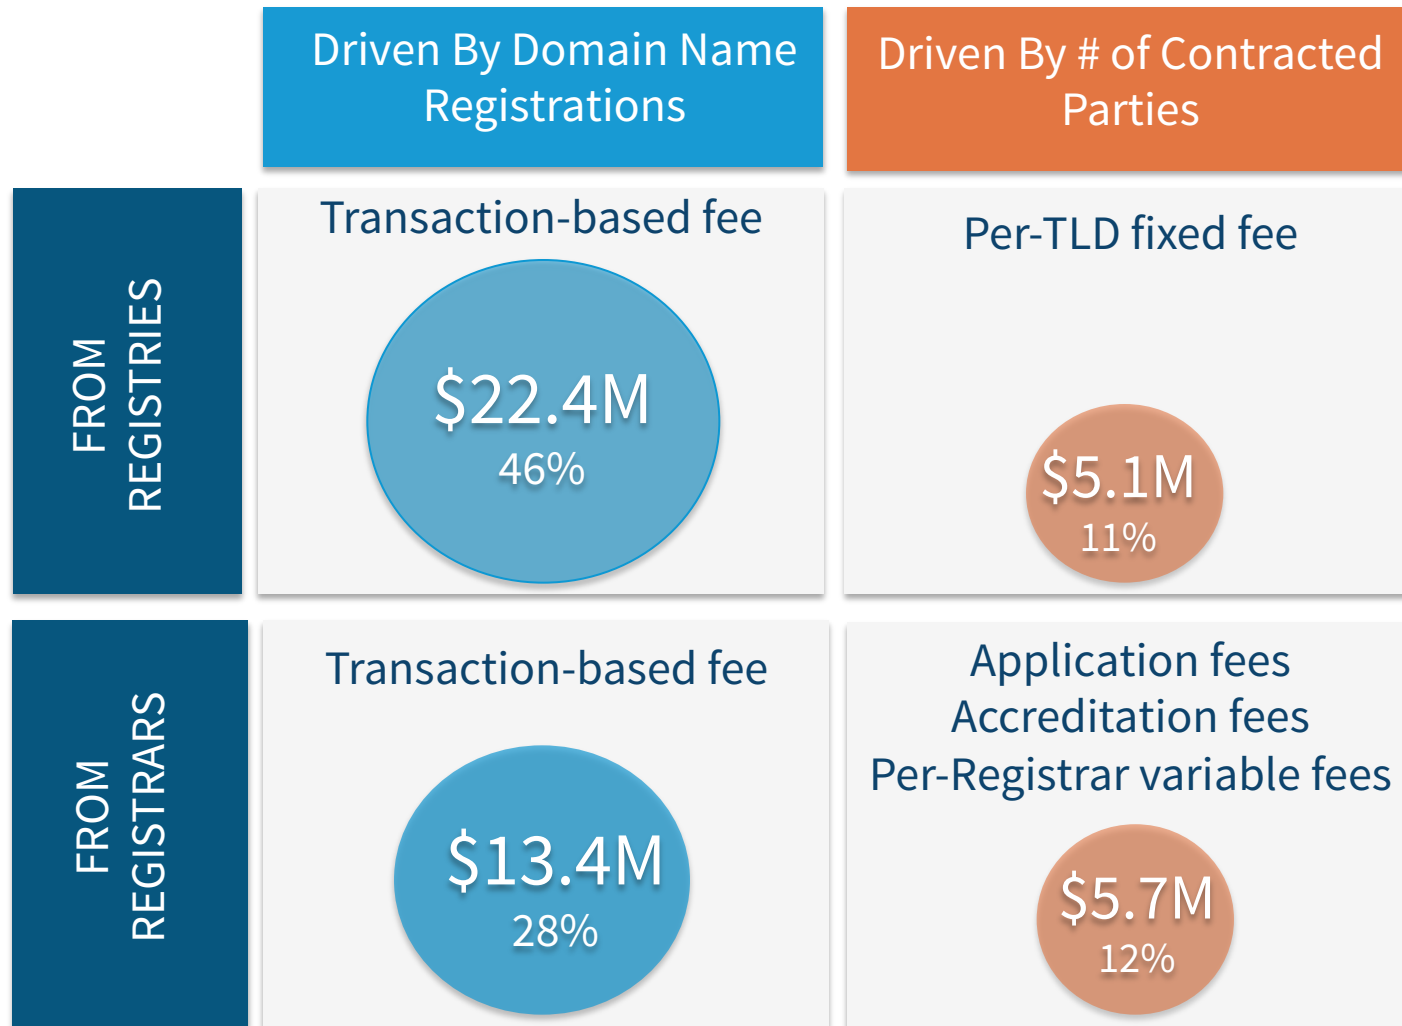 Driven By Domain Name
Registrations
Driven By # of Contracted
Parties
FROM
REGISTRIES
Transaction-based fee
$22.4M
46%
Per-TLD fixed fee
$5.1M
11%
FROM
REGISTRARS
Transaction-based fee
$13.4M
28%
Application fees
Accreditation fees
Per-Registrar variable fees
$5.7M
12%